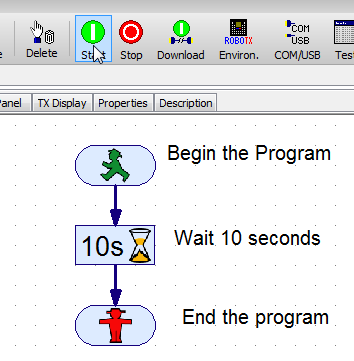 Delete
Start
Stop
Download
Environ.
COM/USB
ROBOTX
COM
USB
TX Display
Properties
Description
Begin the Program
10s
Wait 10 seconds
End the program